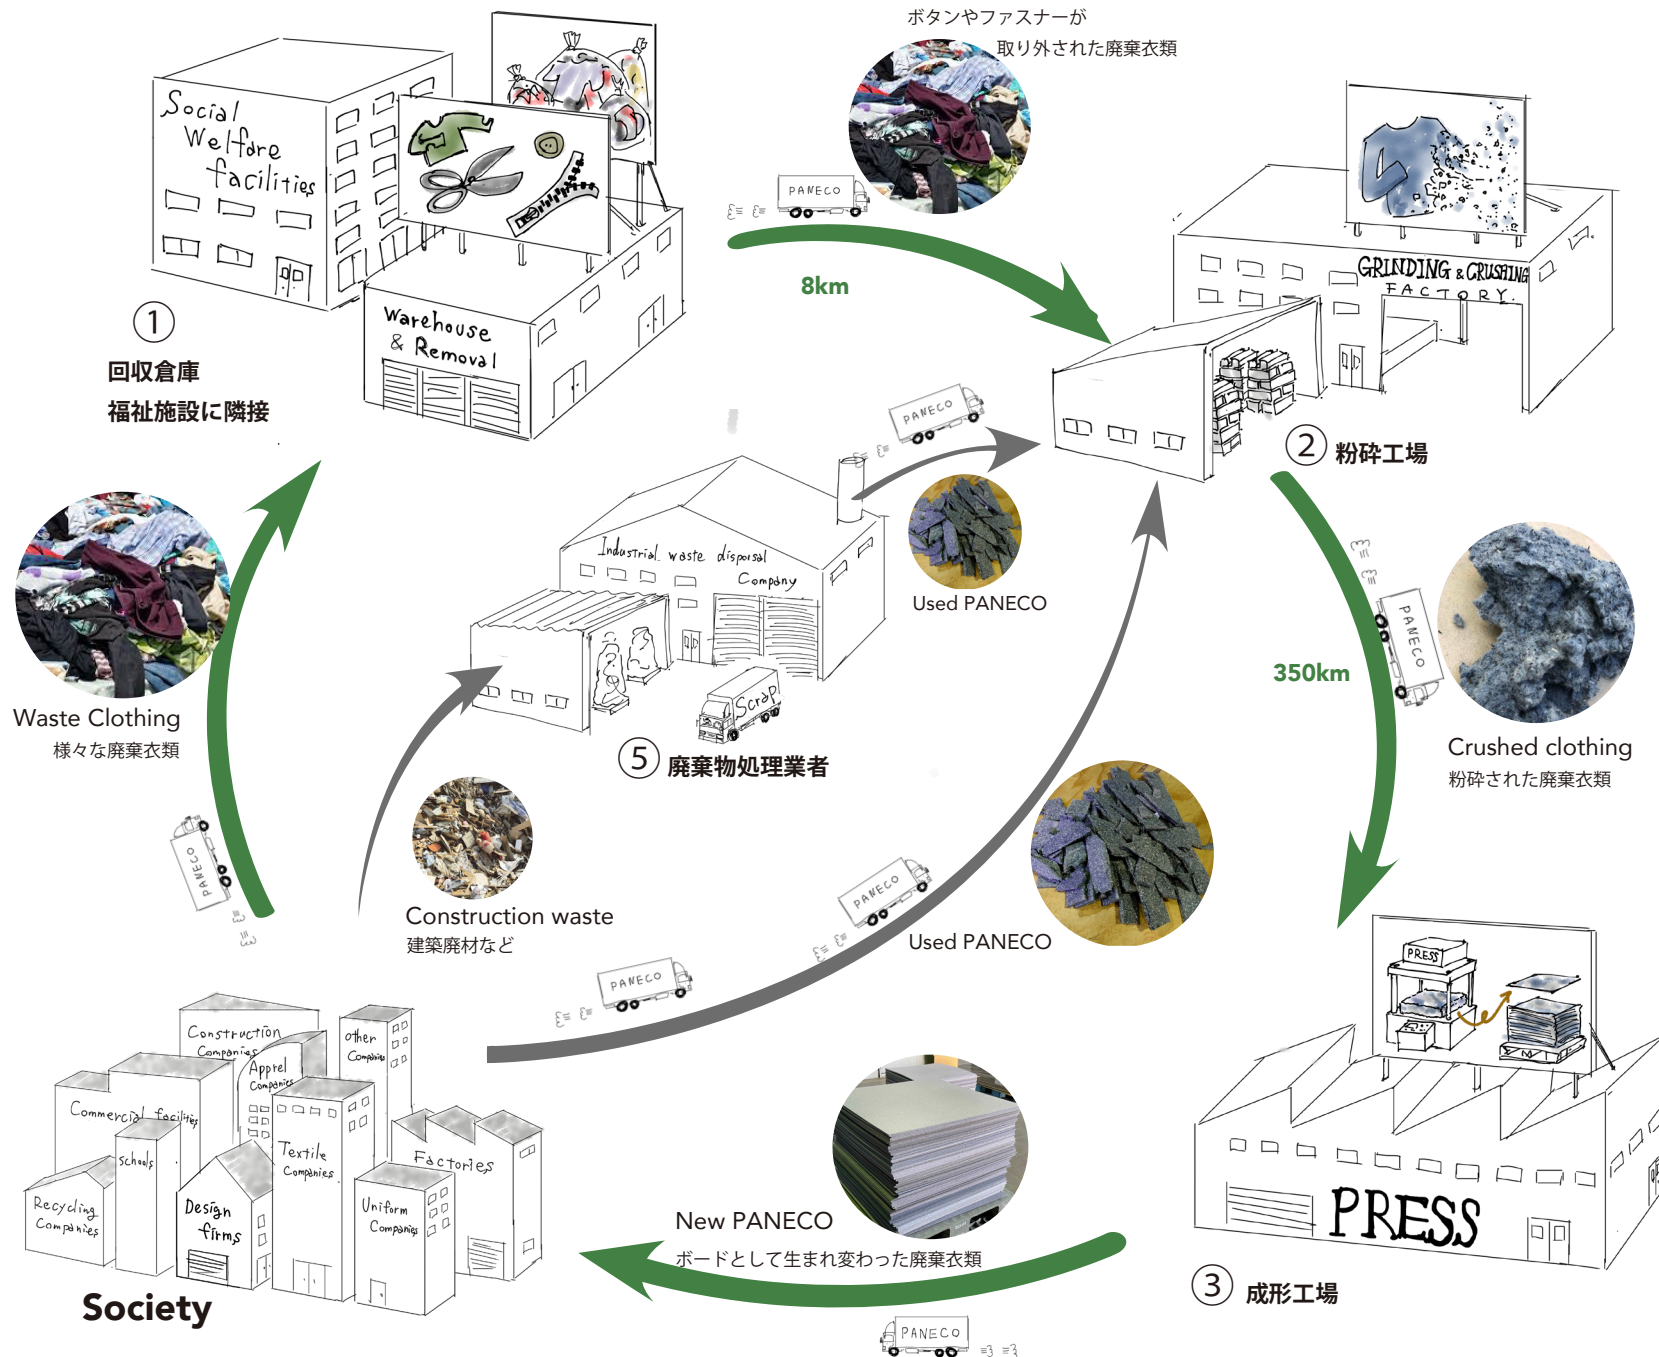 ボタンやファスナーが
取り外された廃棄衣類
Social
Welfare
facilities
PANECO
8km
GRINDING & CRUSHING
FACTORY.
①
回収倉庫
福祉施設に隣接
Warehouse
& Removal
PANECO
② 粉砕工場
Industrial waste disporsal
Company
Used PANECO
Scrap
⑤ 廃棄物処理業者
Waste Clothing
様々な廃棄衣類
PANECO
350km
PANECO
Crushed clothing
粉砕された廃棄衣類
Construction waste
建築廃材など
PANECO
Used PANECO
PANECO
PRESS
Construction
Companies
Apprel
Companies
Other
Companies
Commercial facilities
Schools
Textile
Companies
Factories
Recycling
Companies
Design
firms
Uniform
Companies
Society
New PANECO
ボードとして生まれ変わった廃棄衣類
PRESS
③ 成形工場
PANECO